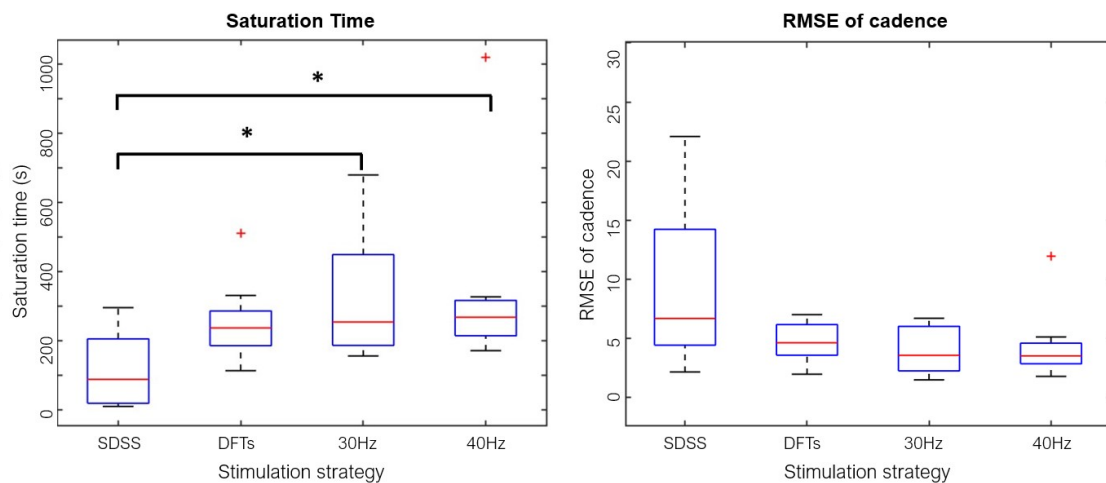 Saturation Time
Saturation time (s)
1000
800
600
400
200
0
*
*
SDSS
DFTs
30Hz
40Hz
Stimulation strategy
RMSE of cadence
RMSE of cadence
30
25
20
15
10
5
0
SDSS
DFTs
30Hz
40Hz
Stimulation strategy